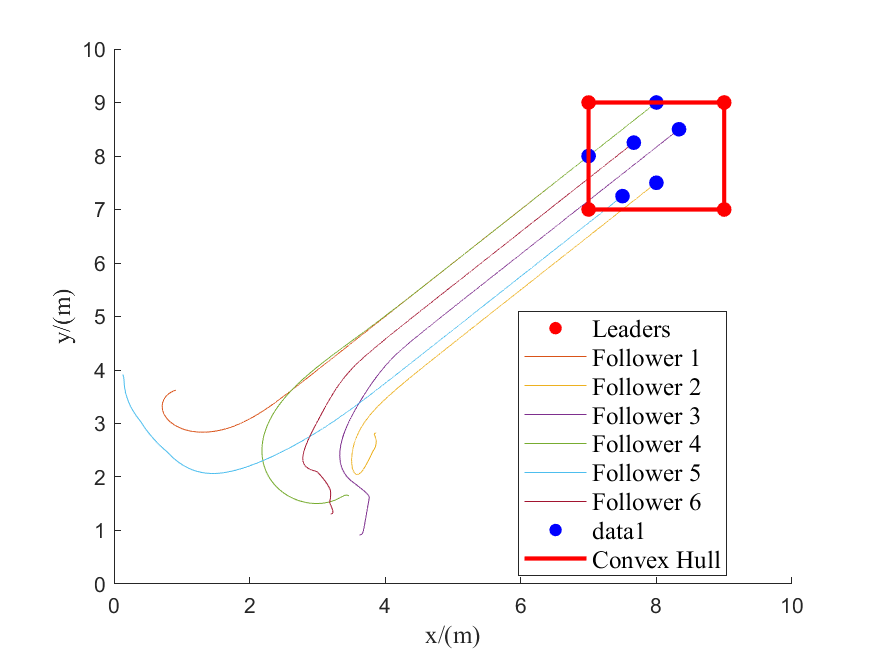 10
9
8
7
6
5
4
3
2
1
0
y/(m)
Leaders
Follower 1
Follower 2
Follower 3
Follower 4
Follower 5
Follower 6
data1
Convex Hull
0 2 4 6 8 10
x/(m)